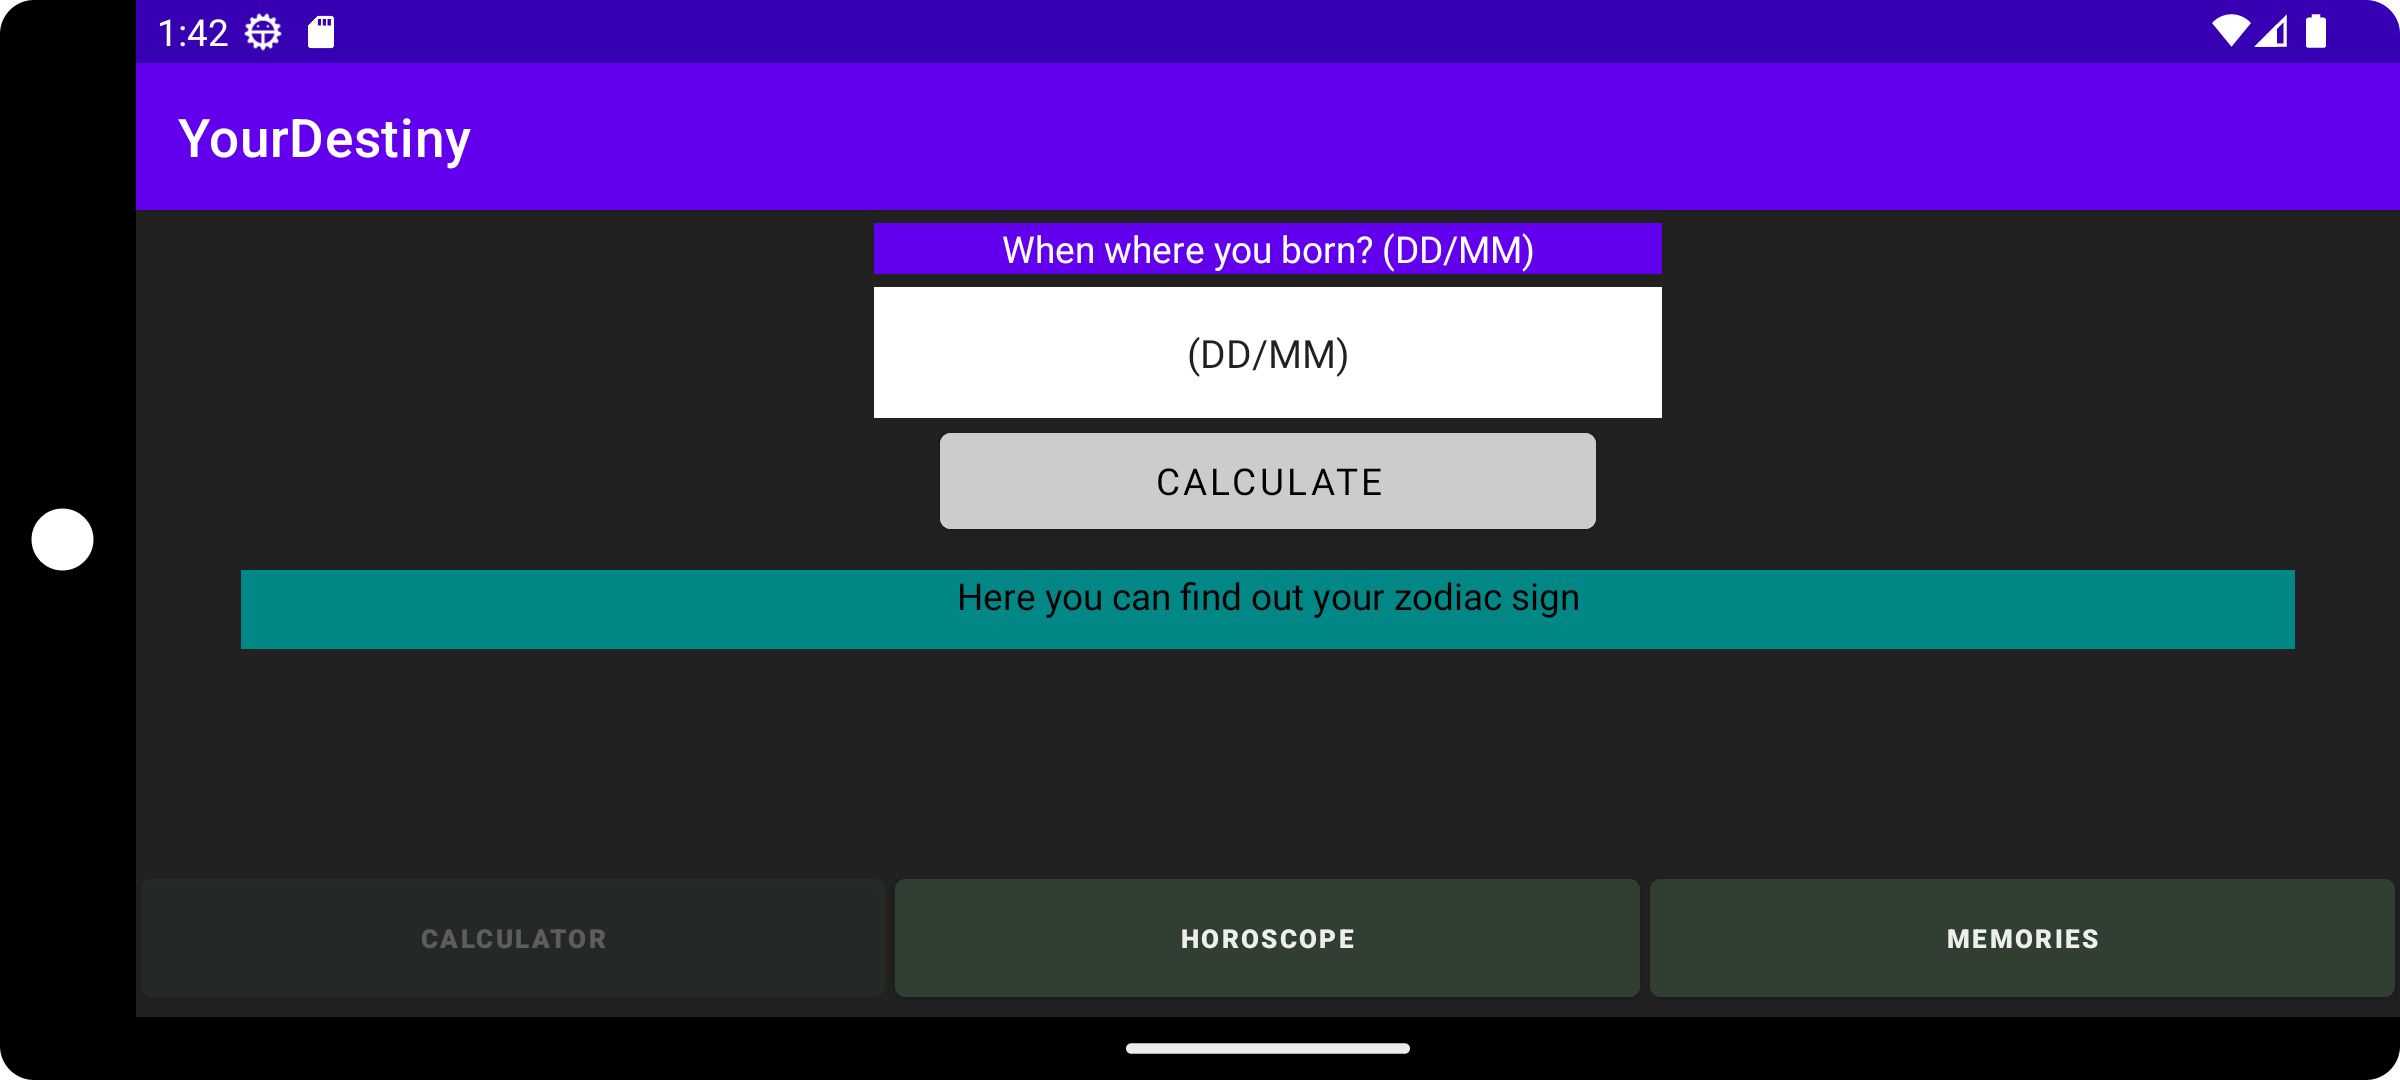 1:42
YourDestiny
When where you born? (DD/MM)
(DD/MM)
CALCULATE
Here you can find out your zodiac sign
CALCULATOR HOROSCOPE MEMORIES